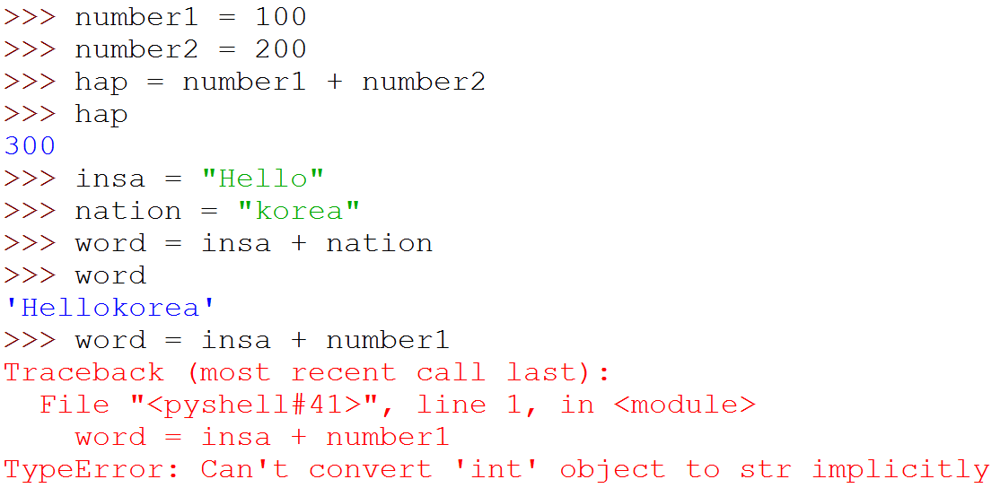 >>> number1 = 100
>>> number2 = 200
>>> hap = number1 + number2
>>> hap
300
>>> insa = "Hello"
>>> nation = "korea"
>>> word = insa + nation
>>> word
'Hellokorea'
>>> word = insa + number1
Traceback (most recent call last):
  File "<pyshell#41>", line 1, in <module>
    word = insa + number1
TypeError: Can't convert 'int' object to str implicitly